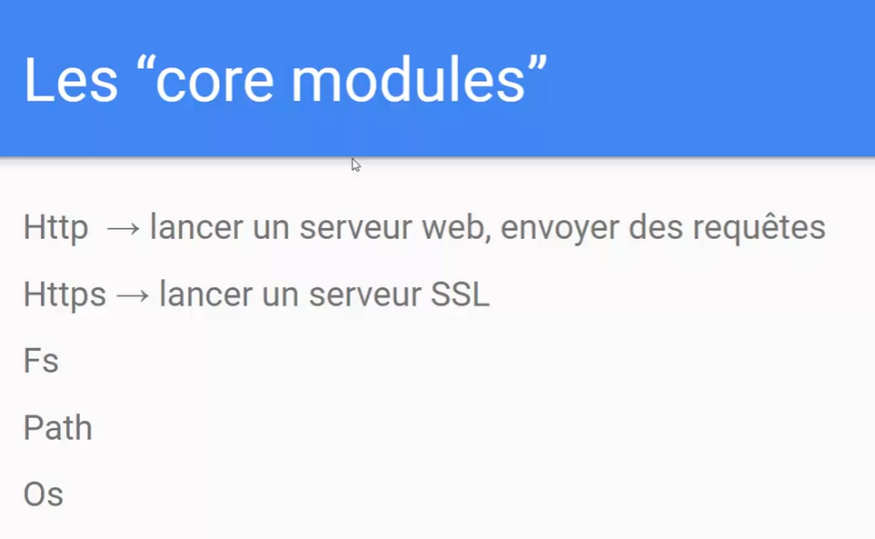 Les “core modules”
Http → lancer un serveur web, envoyer des requêtes
Https → lancer un serveur SSL
Fs
Path
Os